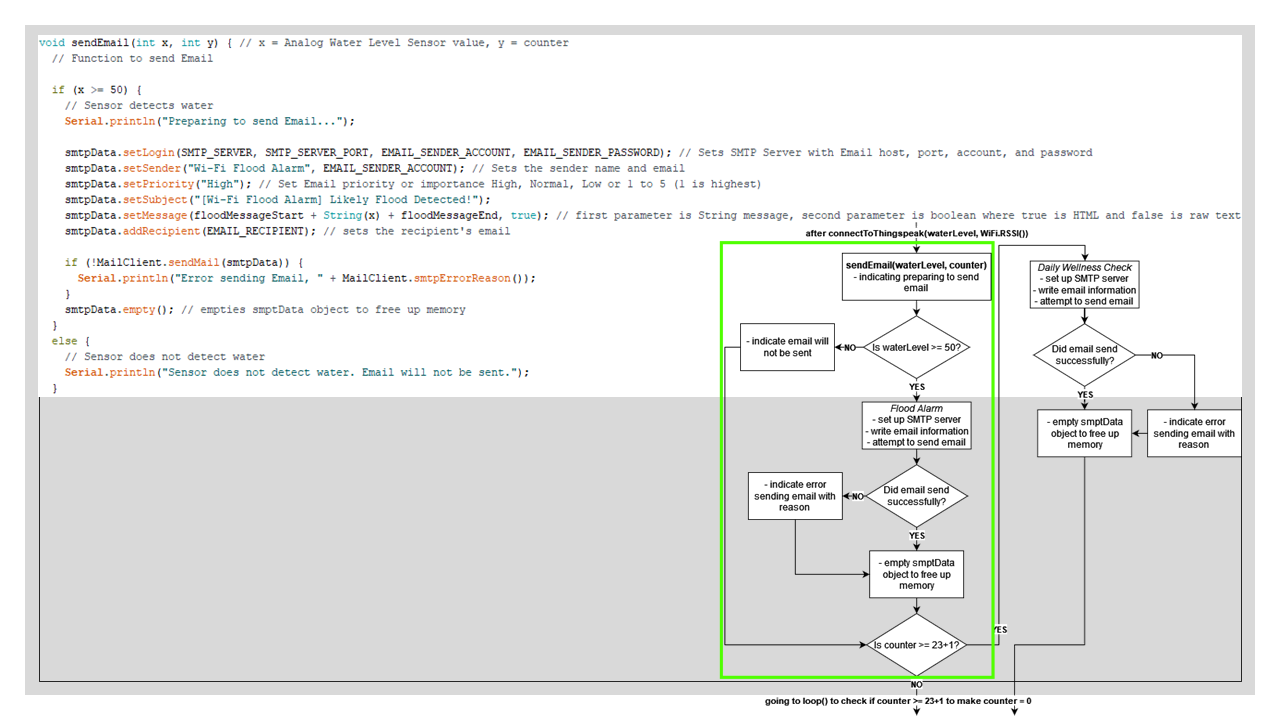 void sendEmail(int x, int y) { // x = Analog Water Level Sensor value, y = counter
// Function to send Email
if (x >= 50) {
// Sensor detects water
Serial.println("Preparing to send Email...");
smtpData.setLogin(SMTP_SERVER, SMTP_SERVER_PORT, EMAIL_SENDER_ACCOUNT, EMAIL_SENDER_PASSWORD); // Sets SMTP Server with Email host, port, account, and password
smtpData.setSender("Wi-Fi Flood Alarm", EMAIL_SENDER_ACCOUNT); // Sets the sender name and email
smtpData.setPriority("High"); // Set Email priority or importance High, Normal, Low or 1 to 5 (1 is highest)
smtpData.setSubject("[Wi-Fi Flood Alarm] Likely Flood Detected!");
smtpData.setMessage(floodMessageStart + String(x) + floodMessageEnd, true); // first parameter is String message, second parameter is boolean where true is HTML and false is raw text
smtpData.addRecipient(EMAIL_RECIPIENT); // sets the recipient's email
if (!MailClient.sendMail(smtpData)) {
Serial.println("Error sending Email, " + MailClient.smtpErrorReason());
}
smtpData.empty(); // empties smptData object to free up memory
}
else {
// Sensor does not detect water
Serial.println("Sensor does not detect water. Email will not be sent.");
}
after connectToThingspeak(waterLevel, WiFi.RSSI())
sendEmail(waterLevel, counter)
- indicating preparing to send
email
Is waterLevel >= 50?
NO
- indicate email will
not be sent
YES
Flood Alarm
- set up SMTP server
- write email information
- attempt to send email
Did email send
successfully?
NO
- indicate error
sending email with
reason
YES
- empty smptData
object to free up
memory
Is counter >= 23+1?
YES
NO
going to loop() to check if counter >= 23+1 to make counter = 0
Daily Wellness Check
- set up SMTP server
- write email information
- attempt to send email
Did email send
successfully?
NO
YES
- empty smptData
object to free up
memory
- indicate error
sending email with
reason